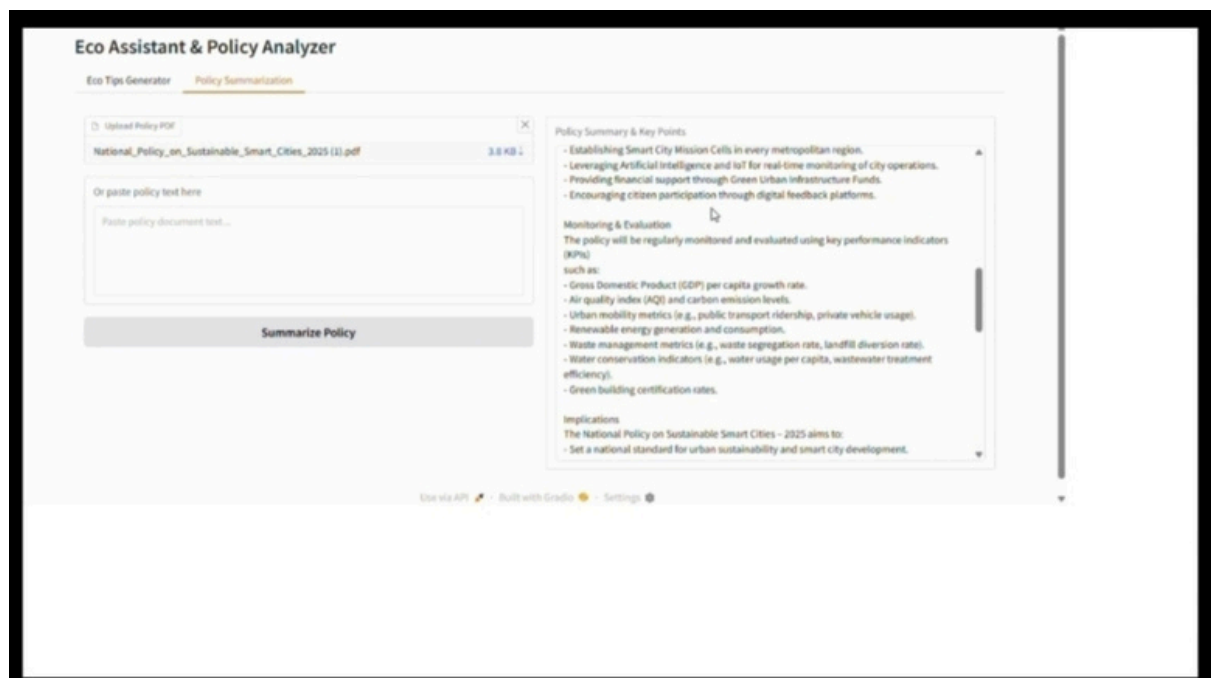 Eco Assistant & Policy Analyzer
Eco Tips Generator
Policy Summarization
Upload Policy PDF
National_Policy_on_Sustainable_Smart_Cities_2025 (1).pdf
3.8 KB ↓
Or paste policy text here
Paste policy document text...
Summarize Policy
Policy Summary & Key Points
- Establishing Smart City Mission Cells in every metropolitan region.
- Leveraging Artificial Intelligence and IoT for real-time monitoring of city operations.
- Providing financial support through Green Urban Infrastructure Funds.
- Encouraging citizen participation through digital feedback platforms.
Monitoring & Evaluation
The policy will be regularly monitored and evaluated using key performance indicators
(KPIs)
such as:
- Gross Domestic Product (GDP) per capita growth rate.
- Air quality index (AQI) and carbon emission levels.
- Urban mobility metrics (e.g., public transport ridership, private vehicle usage).
- Renewable energy generation and consumption.
- Waste management metrics (e.g., waste segregation rate, landfill diversion rate).
- Water conservation indicators (e.g., water usage per capita, wastewater treatment
efficiency).
- Green building certification rates.
Implications
The National Policy on Sustainable Smart Cities – 2025 aims to:
- Set a national standard for urban sustainability and smart city development.
Use via API · Built with Gradio · Settings